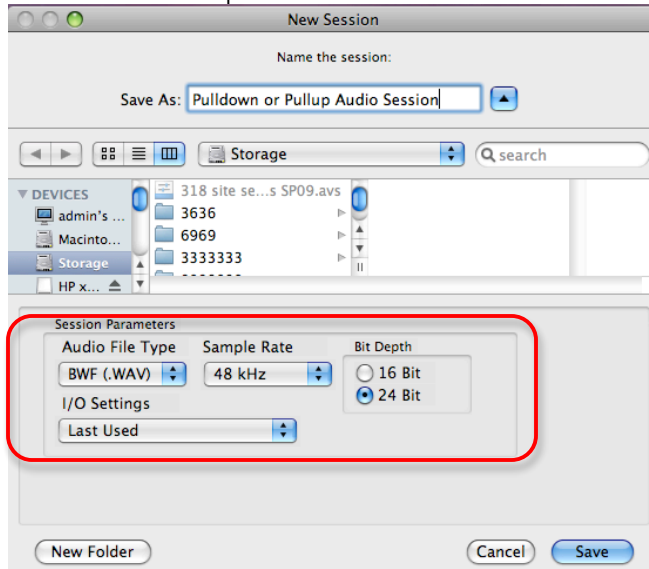 New Session
Name the session:
Save As: Pulldown or Pullup Audio Session
Storage
search
DEVICES
admin's ...
Macinto...
Storage
HP x...
318 site se...s SP09.avs
3636
6969
3333333
Session Parameters
Audio File Type
Sample Rate
Bit Depth
BWF (.WAV)
48 kHz
16 Bit
24 Bit
I/O Settings
Last Used
New Folder
Cancel
Save